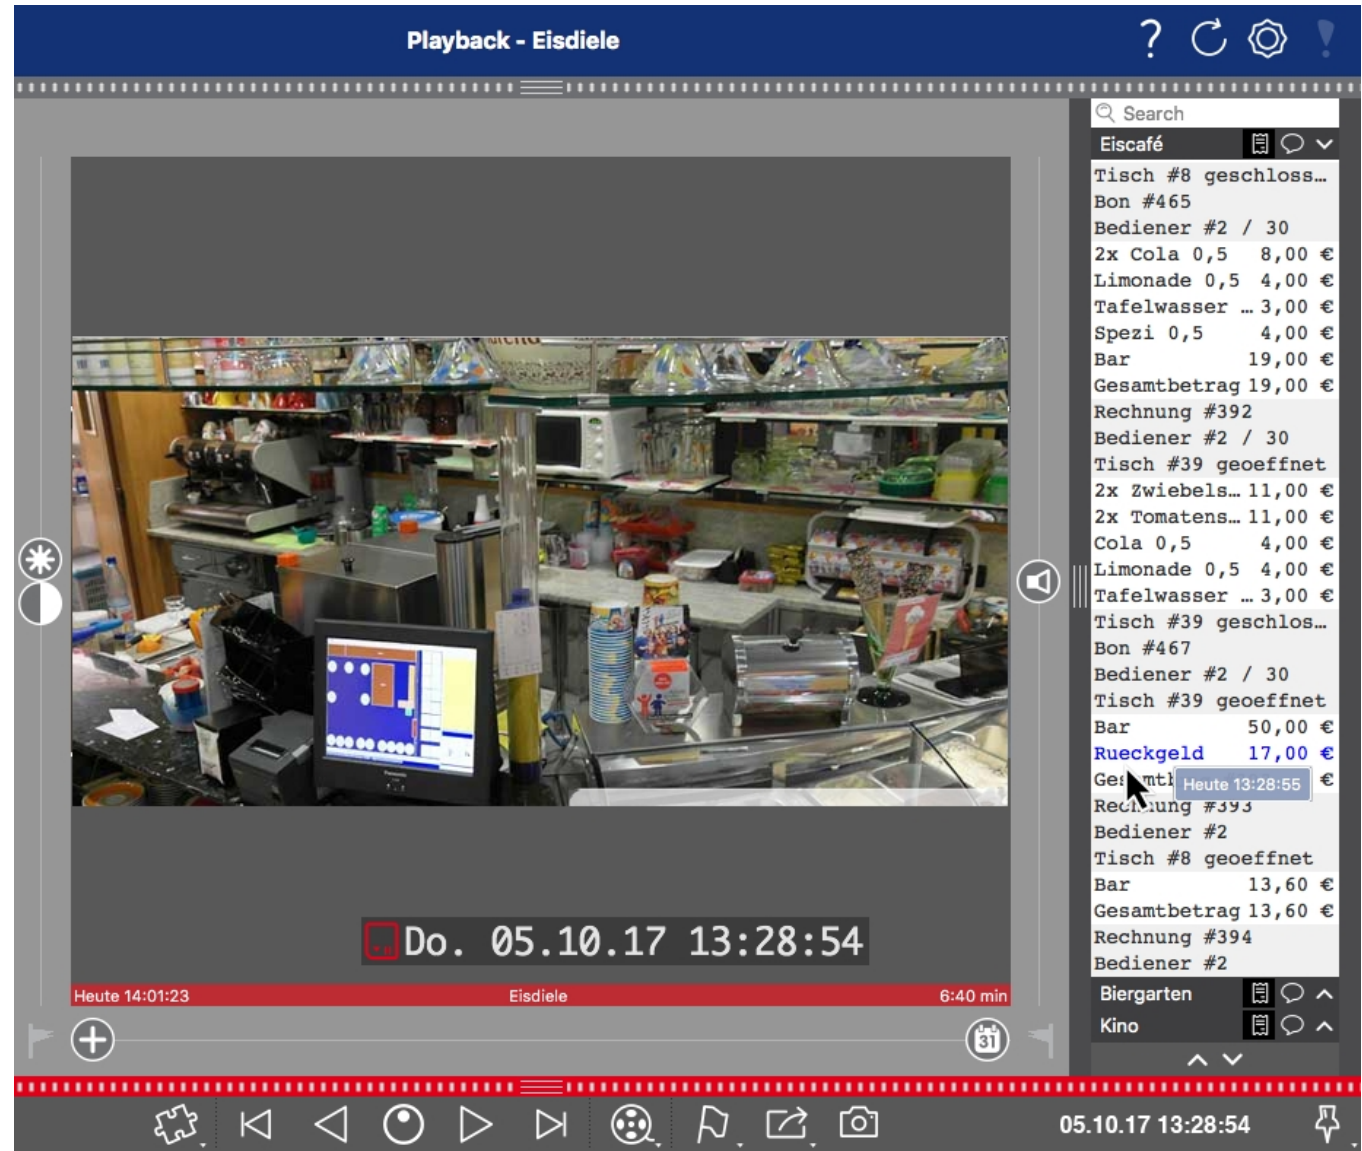 Playback - Eisdiele
Search
Eiscafé
Tisch #8 geschloss…
Bon #465
Bediener #2 / 30
2x Cola 0,5 8,00 €
Limonade 0,5 4,00 €
Tafelwasser … 3,00 €
Spezi 0,5 4,00 €
Bar 19,00 €
Gesamtbetrag 19,00 €
Rechnung #392
Bediener #2 / 30
Tisch #39 geoeffnet
2x Zwiebels… 11,00 €
2x Tomatens… 11,00 €
Cola 0,5 4,00 €
Limonade 0,5 4,00 €
Tafelwasser … 3,00 €
Tisch #39 geschlos…
Bon #467
Bediener #2 / 30
Tisch #39 geoeffnet
Bar 50,00 €
Rueckgeld 17,00 €
€
Heute 13:28:55
#393
Bediener #2
Tisch #8 geoeffnet
Bar 13,60 €
Gesamtbetrag 13,60 €
Rechnung #394
Bediener #2
Biergarten
Kino
Do. 05.10.17 13:28:54
Heute 14:01:23 Eisdiele 6:40 min
31
05.10.17 13:28:54